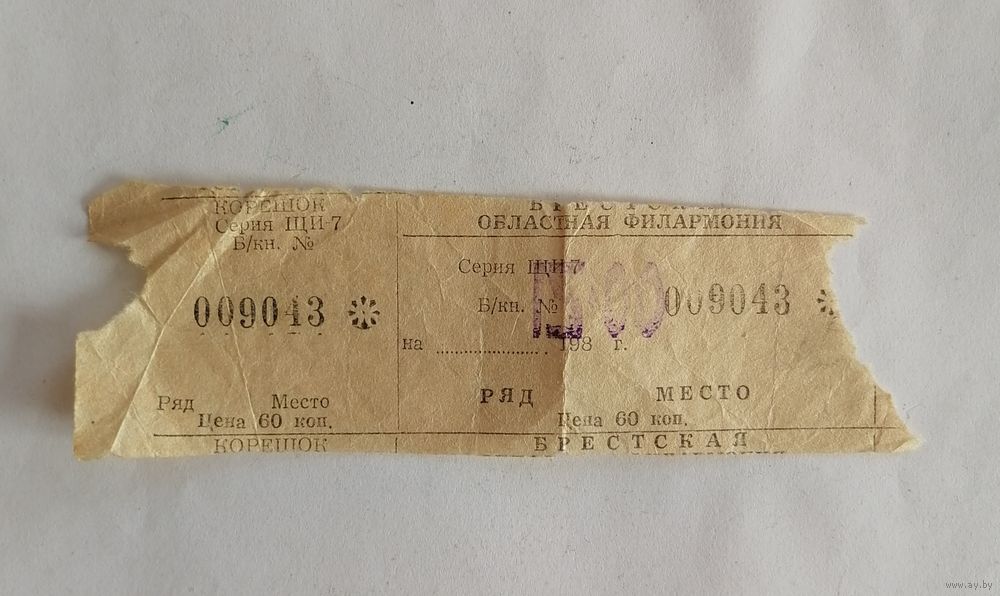 КОРЕШОК
Серия ЩИ-7
Б/кн. №
009043
Ряд Место
Цена 60 коп.
КОРЕШОК
БРЕСТСКАЯ
ОБЛАСТНАЯ ФИЛАРМОНИЯ
Серия ЩИ-7
Б/кн. №
009043
на .................. . 198 г.
РЯД МЕСТО
Цена 60 коп.
БРЕСТСКАЯ
www.ay.by